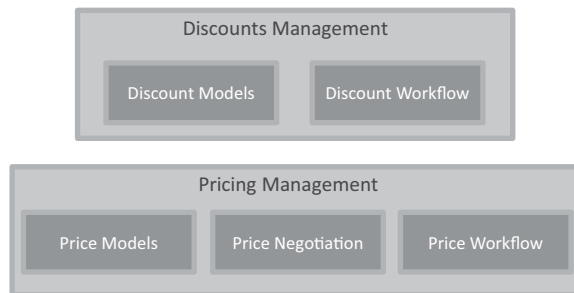 Discounts Management
Discount Models
Discount Workflow
Pricing Management
Price Models
Price Negotiation
Price Workflow